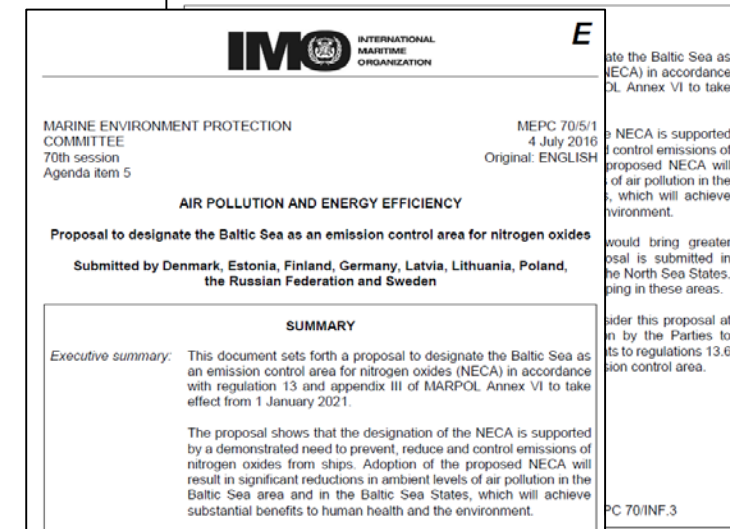 IMO
INTERNATIONAL
MARITIME
ORGANIZATION
E
MARINE ENVIRONMENT PROTECTION
COMMITTEE
70th session
Agenda item 5
MEPC 70/5/1
4 July 2016
Original: ENGLISH
AIR POLLUTION AND ENERGY EFFICIENCY
Proposal to designate the Baltic Sea as an emission control area for nitrogen oxides
Submitted by Denmark, Estonia, Finland, Germany, Latvia, Lithuania, Poland,
the Russian Federation and Sweden
SUMMARY
Executive summary: This document sets forth a proposal to designate the Baltic Sea as
an emission control area for nitrogen oxides (NECA) in accordance
with regulation 13 and appendix III of MARPOL Annex VI to take
effect from 1 January 2021.
The proposal shows that the designation of the NECA is supported
by a demonstrated need to prevent, reduce and control emissions of
nitrogen oxides from ships. Adoption of the proposed NECA will
result in significant reductions in ambient levels of air pollution in the
Baltic Sea area and in the Baltic Sea States, which will achieve
substantial benefits to human health and the environment.
the Baltic Sea as
in accordance
Annex VI to take
NECA is supported
control emissions of
proposed NECA will
of air pollution in the
which will achieve
would bring greater
is submitted in
North Sea States.
in these areas.
this proposal at
by the Parties to
to regulations 13.6
control area.
70/INF.3